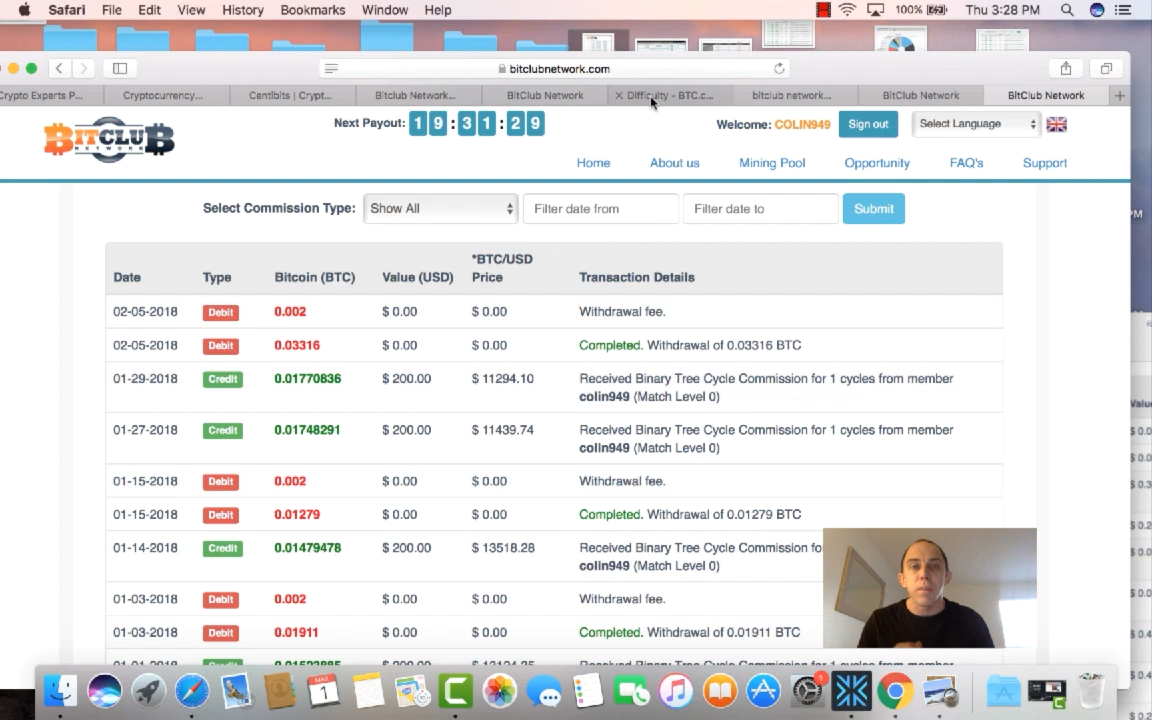 Safari File Edit View History Bookmarks Window Help 100% Thu 3:28 PM
bitclubnetwork.com
Crypto Experts P... Cryptocurrency... Centibits | Crypt... Bitclub Network... BitClub Network × Difficulty - BTC.c... bitclub network... BitClub Network BitClub Network +
BITCLUB
NETWORK
Next Payout: 19:31:29
Welcome: COLIN949 Sign out Select Language
Home About us Mining Pool Opportunity FAQ's Support
Select Commission Type: Show All Filter date from Filter date to Submit
Date Type Bitcoin (BTC) Value (USD) *BTC/USD Price Transaction Details
02-05-2018 Debit 0.002 $ 0.00 $ 0.00 Withdrawal fee.
02-05-2018 Debit 0.03316 $ 0.00 $ 0.00 Completed. Withdrawal of 0.03316 BTC
01-29-2018 Credit 0.01770836 $ 200.00 $ 11294.10 Received Binary Tree Cycle Commission for 1 cycles from member
colin949 (Match Level 0)
01-27-2018 Credit 0.01748291 $ 200.00 $ 11439.74 Received Binary Tree Cycle Commission for 1 cycles from member
colin949 (Match Level 0)
01-15-2018 Debit 0.002 $ 0.00 $ 0.00 Withdrawal fee.
01-15-2018 Debit 0.01279 $ 0.00 $ 0.00 Completed. Withdrawal of 0.01279 BTC
01-14-2018 Credit 0.01479478 $ 200.00 $ 13518.28 Received Binary Tree Cycle Commission fo
colin949 (Match Level 0)
01-03-2018 Debit 0.002 $ 0.00 $ 0.00 Withdrawal fee.
01-03-2018 Debit 0.01911 $ 0.00 $ 0.00 Completed. Withdrawal of 0.01911 BTC
MAR
1